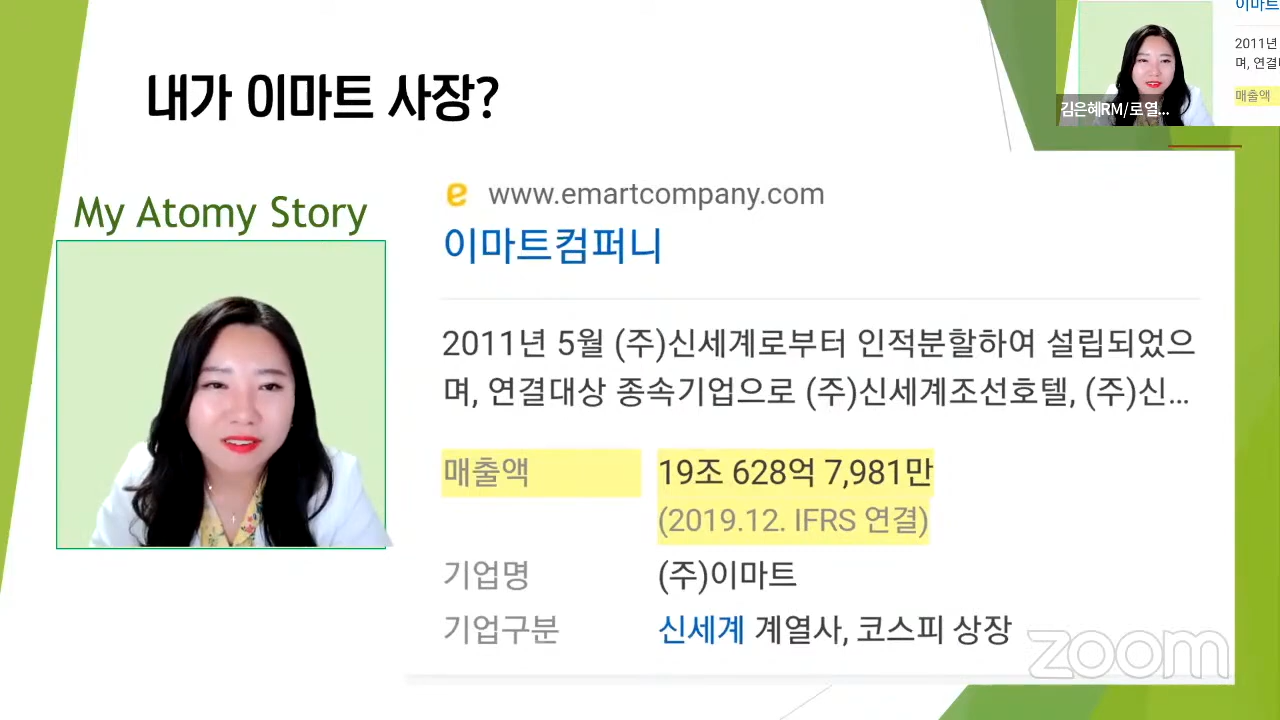 내가 이마트 사장?
My Atomy Story
e www.emartcompany.com
이마트컴퍼니
2011년 5월 (주)신세계로부터 인적분할하여 설립되었으
며, 연결대상 종속기업으로 (주)신세계조선호텔, (주)신...
매출액 19조 628억 7,981만
(2019.12. IFRS 연결)
기업명 (주)이마트
기업구분 신세계 계열사, 코스피 상장
zoom
이마트
2011년
며, 연결
매출액
김은혜RM/로열...